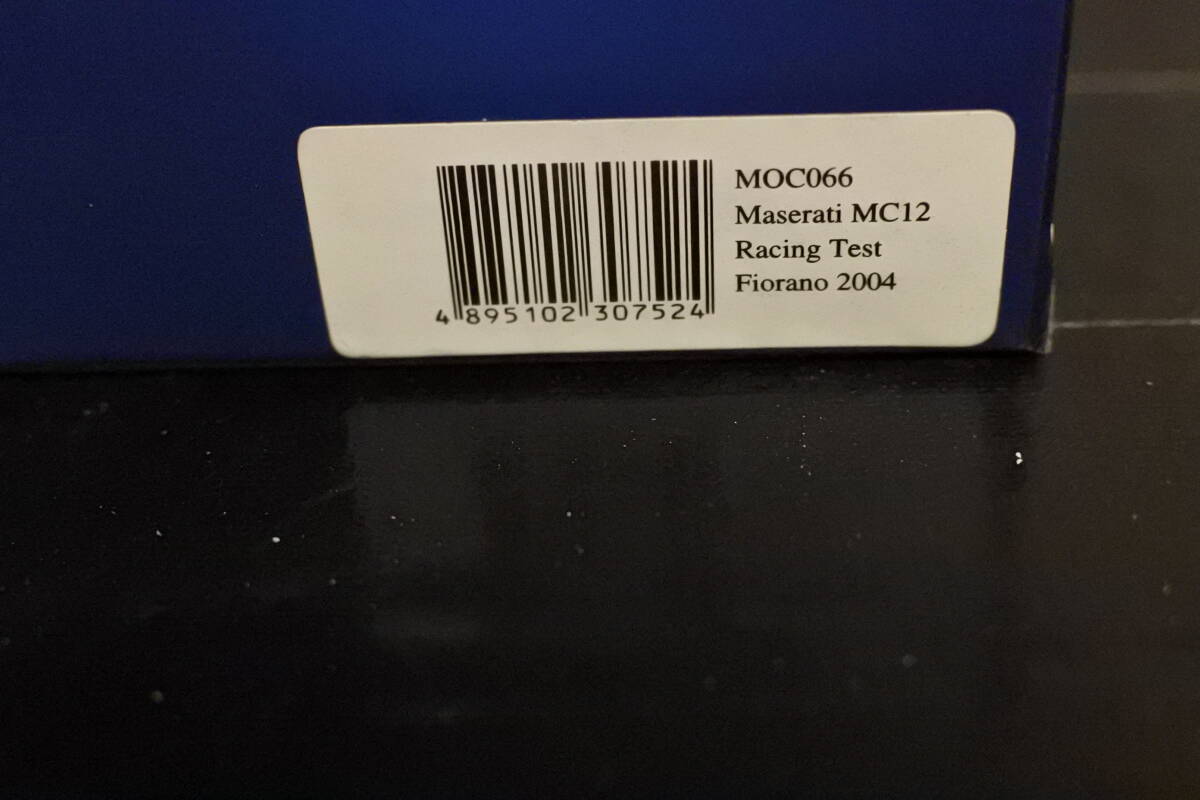 MOC066
Maserati MC12
Racing Test
Fiorano 2004
4 895102 307524